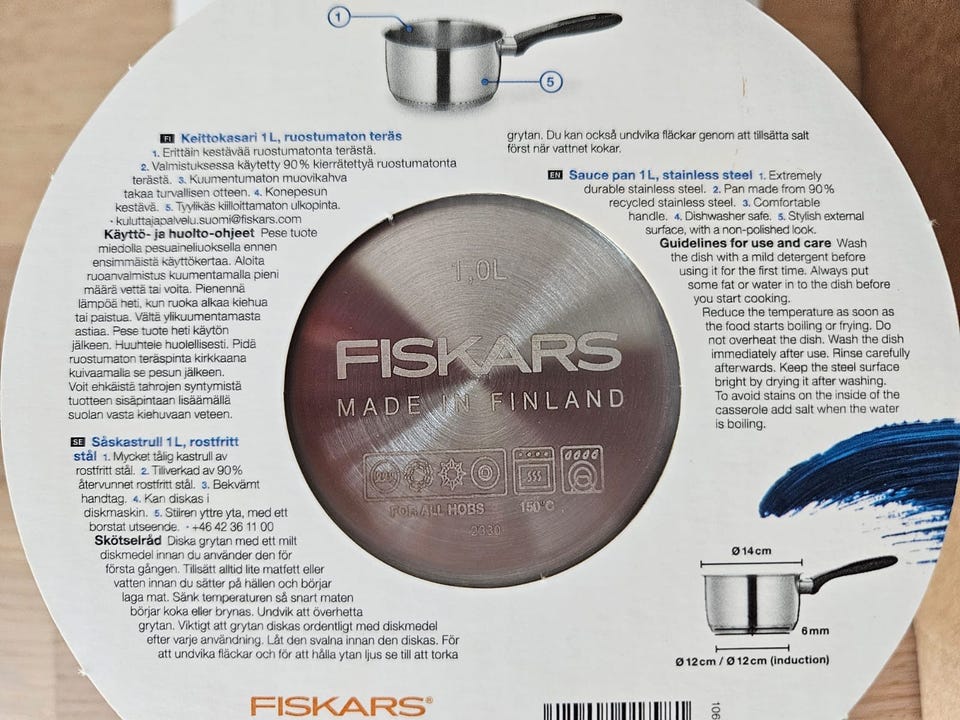 1
5
FI Keittokasari 1 L, ruostumaton teräs
1. Erittäin kestävää ruostumatonta terästä.
2. Valmistuksessa käytetty 90 % kierrätettyä ruostumatonta
terästä. 3. Kuumentumaton muovikahva
takaa turvallisen otteen. 4. Konepesun
kestävä. 5. Tyylikäs kiilloittamaton ulkopinta.
· kuluttajapalvelu.suomi@fiskars.com
Käyttö- ja huolto-ohjeet Pese tuote
miedolla pesuaineliuoksella ennen
ensimmäistä käyttökertaa. Aloita
ruoanvalmistus kuumentamalla pieni
määrä vettä tai voita. Pienennä
lämpöä heti, kun ruoka alkaa kiehua
tai paistua. Vältä ylikuumentamasta
astiaa. Pese tuote heti käytön
jälkeen. Huuhtele huolellisesti. Pidä
ruostumaton teräspinta kirkkaana
kuivaamalla se pesun jälkeen.
Voit ehkäistä tahrojen syntymistä
tuotteen sisäpintaan lisäämällä
suolan vasta kiehuvaan veteen.
SE Såskastrull 1 L, rostfritt
stål 1. Mycket tålig kastrull av
rostfritt stål. 2. Tillverkad av 90 %
återvunnet rostfritt stål. 3. Bekvämt
handtag. 4. Kan diskas i
diskmaskin. 5. Stilren yttre yta, med ett
borstat utseende. · +46 42 36 11 00
Skötselråd Diska grytan med ett milt
diskmedel innan du använder den för
första gången. Tillsätt alltid lite matfett eller
vatten innan du sätter på hällen och börjar
laga mat. Sänk temperaturen så snart maten
börjar koka eller brynas. Undvik att överhetta
grytan. Viktigt att grytan diskas ordentligt med diskmedel
efter varje användning. Låt den svalna innan den diskas. För
att undvika fläckar och för att hålla ytan ljus se till att torka
grytan. Du kan också undvika fläckar genom att tillsätta salt
först när vattnet kokar.
EN Sauce pan 1 L, stainless steel 1. Extremely
durable stainless steel. 2. Pan made from 90 %
recycled stainless steel. 3. Comfortable
handle. 4. Dishwasher safe. 5. Stylish external
surface, with a non-polished look.
Guidelines for use and care Wash
the dish with a mild detergent before
using it for the first time. Always put
some fat or water in to the dish before
you start cooking.
Reduce the temperature as soon as
the food starts boiling or frying. Do
not overheat the dish. Wash the dish
immediately after use. Rinse carefully
afterwards. Keep the steel surface
bright by drying it after washing.
To avoid stains on the inside of the
casserole add salt when the water
is boiling.
1,0L
FISKARS
MADE IN FINLAND
FOR ALL HOBS
150°C
2330
Ø 14 cm
6 mm
Ø 12 cm / Ø 12 cm (induction)
FISKARS®
106